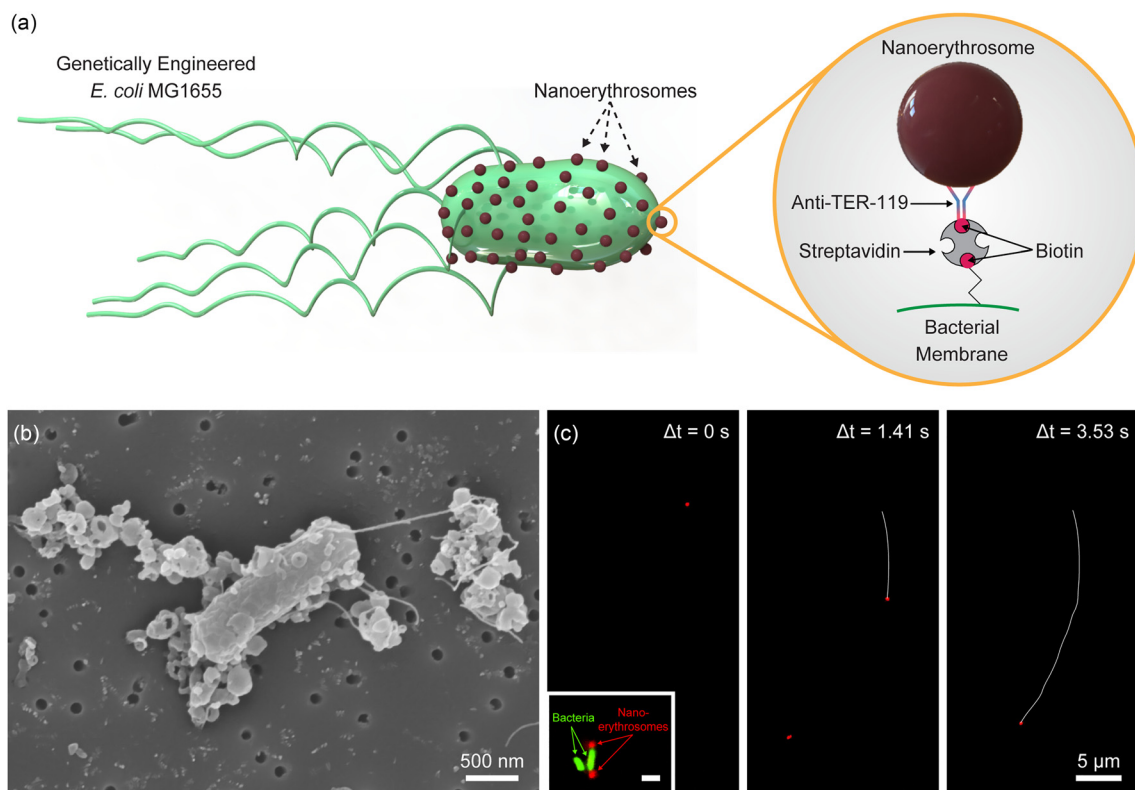 (a)
Genetically Engineered
E. coli MG1655
Nanoerythrosomes
Nanoerythrosome
Anti-TER-119
Streptavidin
Biotin
Bacterial
Membrane
(b)
500 nm
(c)
Δt = 0 s
Bacteria
Nano-
erythrosomes
Δt = 1.41 s
Δt = 3.53 s
5 µm